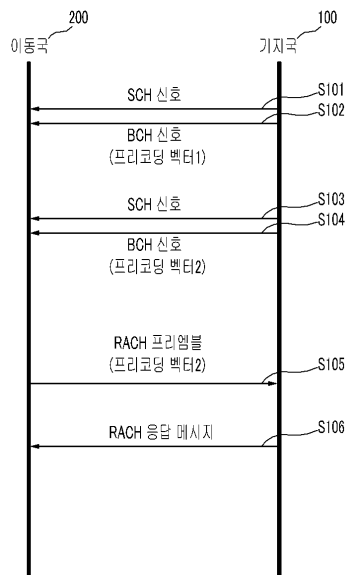 200
100
이동국
기지국
S101
SCH 신호
S102
BCH 신호
(프리코딩 벡터1)
S103
SCH 신호
S104
BCH 신호
(프리코딩 벡터2)
RACH 프리엠블
(프리코딩 벡터2)
S105
RACH 응답 메시지
S106